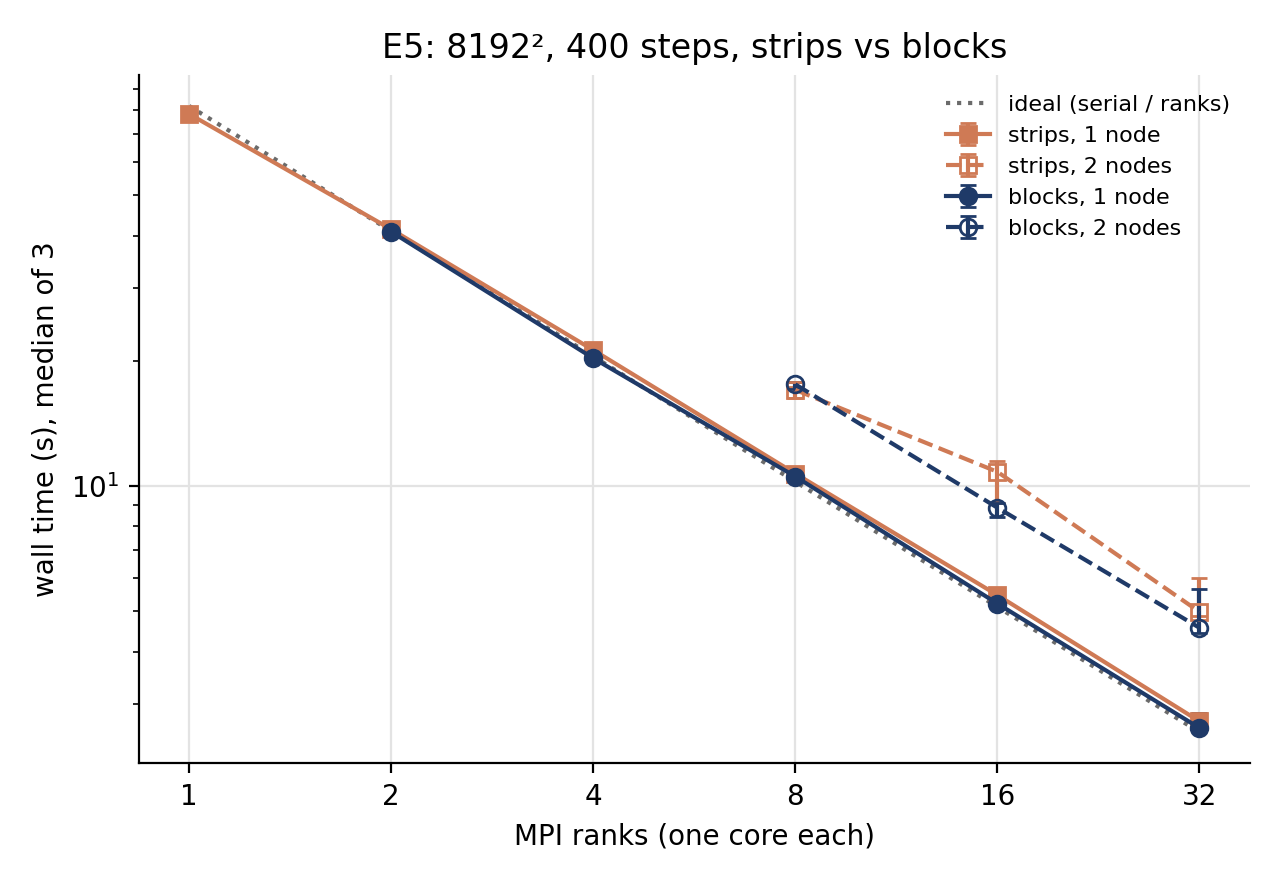 E5: 8192², 400 steps, strips vs blocks
ideal (serial / ranks)
strips, 1 node
strips, 2 nodes
blocks, 1 node
blocks, 2 nodes
wall time (s), median of 3
10¹
1 2 4 8 16 32
MPI ranks (one core each)